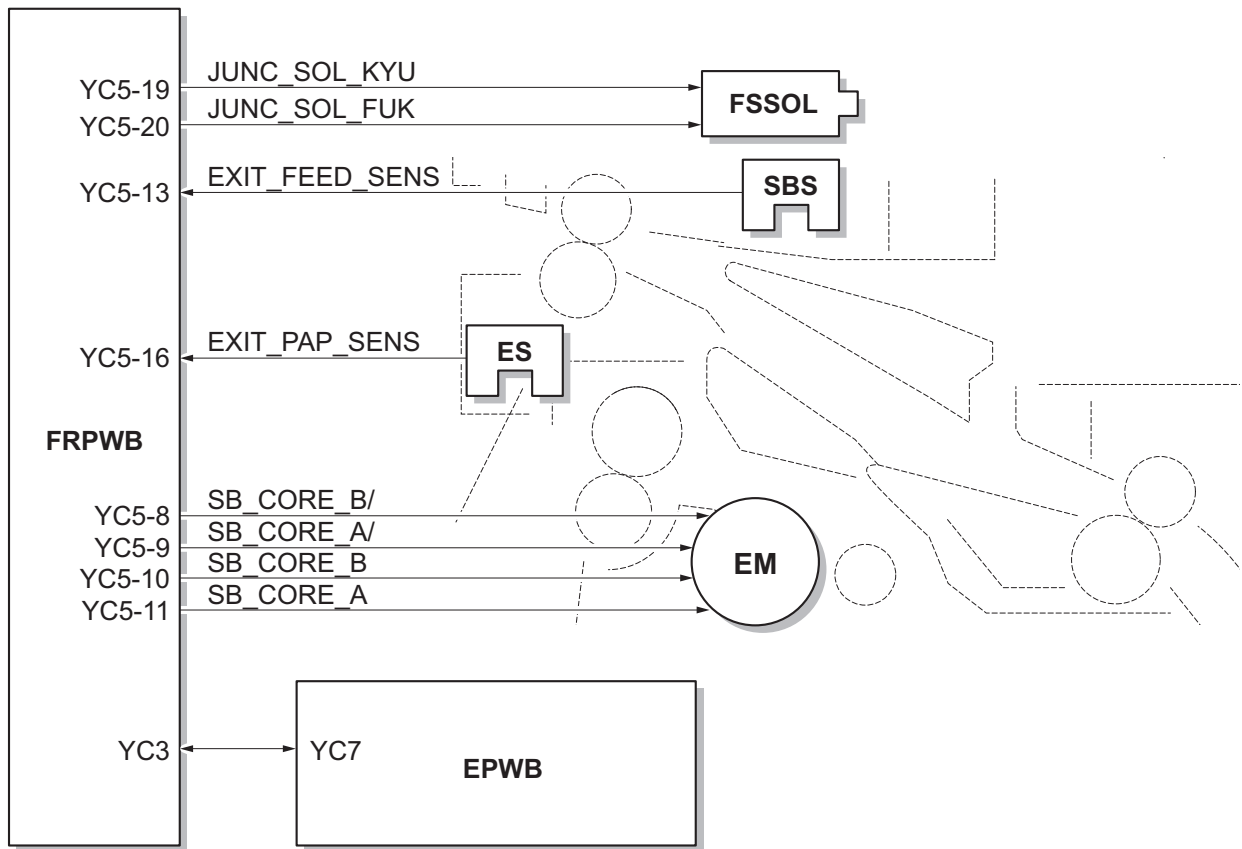 YC5-19 JUNC_SOL_KYU
FSSOL
YC5-20 JUNC_SOL_FUK
YC5-13 EXIT_FEED_SENS
SBS
YC5-16 EXIT_PAP_SENS
ES
FRPWB
YC5-8 SB_CORE_B/
YC5-9 SB_CORE_A/
YC5-10 SB_CORE_B
YC5-11 SB_CORE_A
EM
YC3
YC7
EPWB